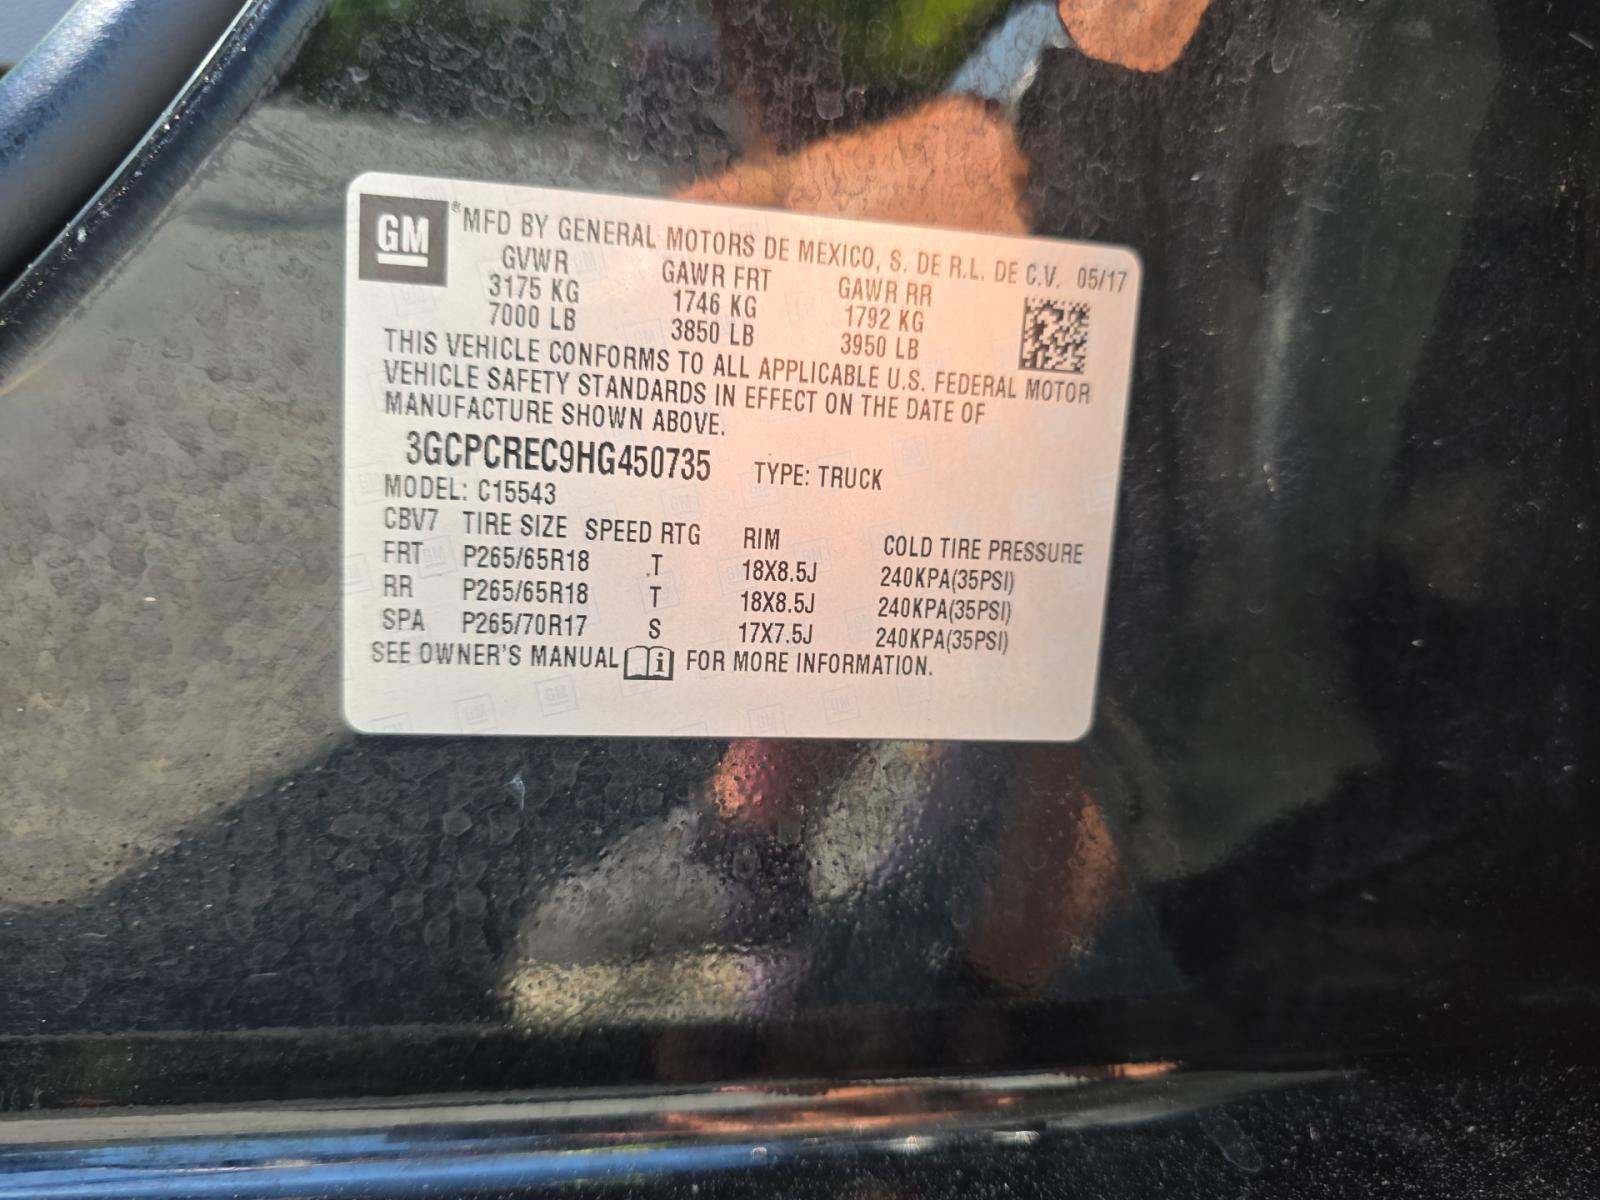 GM ® MFD BY GENERAL MOTORS DE MEXICO, S. DE R.L. DE C.V. 05/17
GVWR GAWR FRT GAWR RR
3175 KG 1746 KG 1792 KG
7000 LB 3850 LB 3950 LB
THIS VEHICLE CONFORMS TO ALL APPLICABLE U.S. FEDERAL MOTOR
VEHICLE SAFETY STANDARDS IN EFFECT ON THE DATE OF
MANUFACTURE SHOWN ABOVE.
3GCPCREC9HG450735 TYPE: TRUCK
MODEL: C15543
CBV7 TIRE SIZE SPEED RTG RIM COLD TIRE PRESSURE
FRT P265/65R18 T 18X8.5J 240KPA(35PSI)
RR P265/65R18 T 18X8.5J 240KPA(35PSI)
SPA P265/70R17 S 17X7.5J 240KPA(35PSI)
SEE OWNER'S MANUAL i FOR MORE INFORMATION.